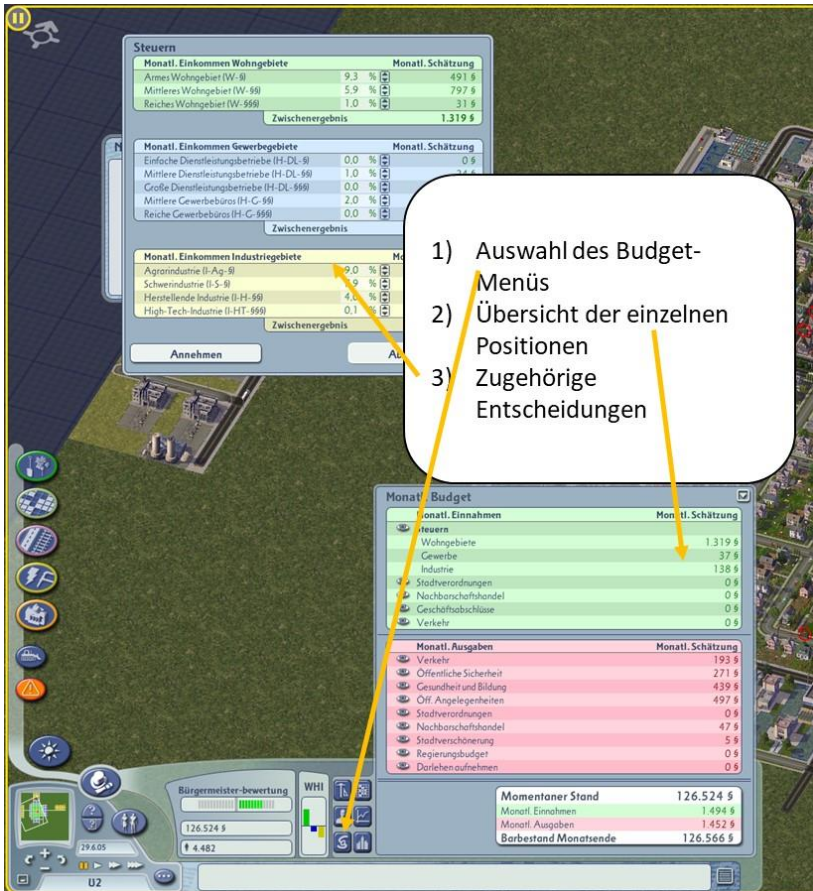 Steuern
Monatl. Einkommen Wohngebiete Monatl. Schätzung
Armes Wohngebiet (W-§) 9,3 % 491 §
Mittleres Wohngebiet (W-§§) 5,9 % 797 §
Reiches Wohngebiet (W-§§§) 1,0 % 31 §
Zwischenergebnis 1.319 §
Monatl. Einkommen Gewerbegebiete Monatl. Schätzung
Einfache Dienstleistungsbetriebe (H-DL-§) 0,0 % 0 §
Mittlere Dienstleistungsbetriebe (H-DL-§§) 1,0 %
Große Dienstleistungsbetriebe (H-DL-§§§) 0,0 %
Mittlere Gewerbebüros (H-G-§§) 2,0 %
Reiche Gewerbebüros (H-G-§§§) 0,0 %
Zwischenergebnis
Monatl. Einkommen Industriegebiete
Agrarindustrie (I-Ag-§) 9,0 %
Schwerindustrie (I-S-§) %
Herstellende Industrie (I-H-§§) %
High-Tech-Industrie (I-HT-§§§) 0,1 %
Zwischenergebnis
Annehmen
1) Auswahl des Budget-
Menüs
2) Übersicht der einzelnen
Positionen
3) Zugehörige
Entscheidungen
Monatl. Budget
Monatl. Einnahmen Monatl. Schätzung
Steuern
Wohngebiete 1.319 §
Gewerbe 37 §
Industrie 138 §
Stadtverordnungen 0 §
Nachbarschaftshandel 0 §
Geschäftsabschlüsse 0 §
Verkehr 0 §
Monatl. Ausgaben Monatl. Schätzung
Verkehr 193 §
Öffentliche Sicherheit 271 §
Gesundheit und Bildung 439 §
Öff. Angelegenheiten 497 §
Stadtverordnungen 0 §
Nachbarschaftshandel 47 §
Stadtverschönerung 5 §
Regierungsbudget 0 §
Darlehen aufnehmen 0 §
Momentaner Stand 126.524 §
Monatl. Einnahmen 1.494 §
Monatl. Ausgaben 1.452 §
Barbestand Monatsende 126.566 §
Bürgermeister-bewertung
WHI
126.524 §
4.482
29.6.05
U2